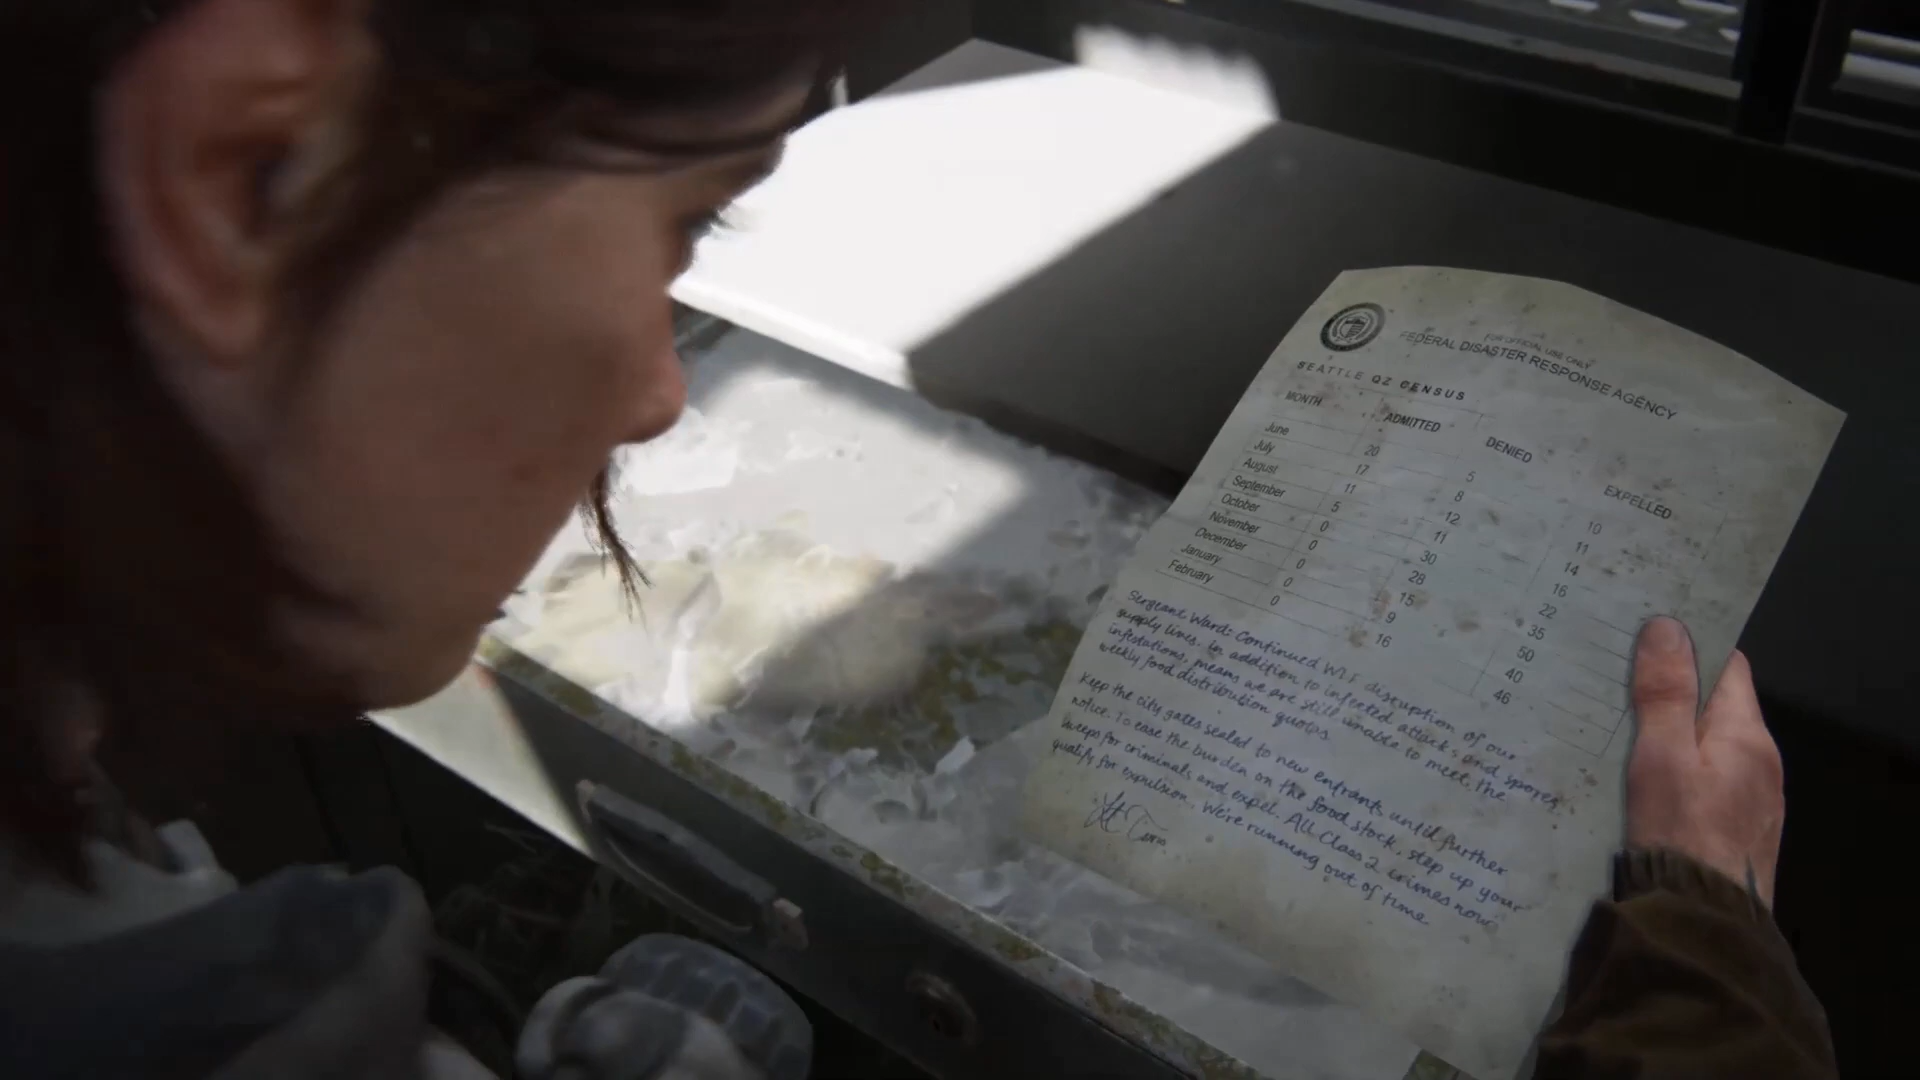 FOR OFFICIAL USE ONLY
FEDERAL DISASTER RESPONSE AGENCY
SEATTLE QZ CENSUS
MONTH ADMITTED DENIED EXPELLED
June 20 5 10
July 17 8 11
August 11 12 14
September 5 11 16
October 0 30 22
November 0 28 35
December 0 15 50
January 0 9 40
February 0 16 46
Sergeant Ward: Continued WLF disruption of our
supply lines, in addition to infected attacks and spores
infestations, means we are still unable to meet the
weekly food distribution quotas.
Keep the city gates sealed to new entrants until further
notice. To ease the burden on the food stock, step up your
sweeps for criminals and expel. All Class 2 crimes now
qualify for expulsion. We're running out of time.
Lt